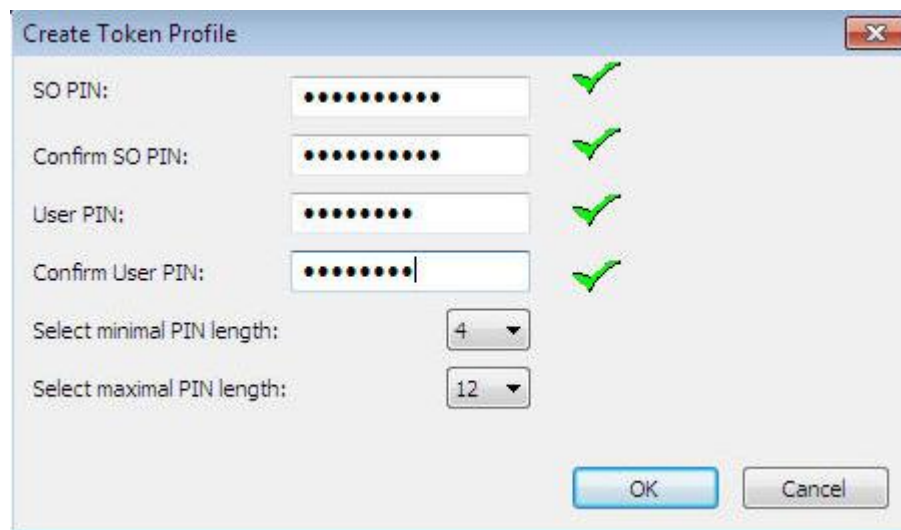 Create Token Profile
SO PIN: ••••••••••
Confirm SO PIN: ••••••••••
User PIN: ••••••••
Confirm User PIN: ••••••••
Select minimal PIN length: 4
Select maximal PIN length: 12
OK Cancel